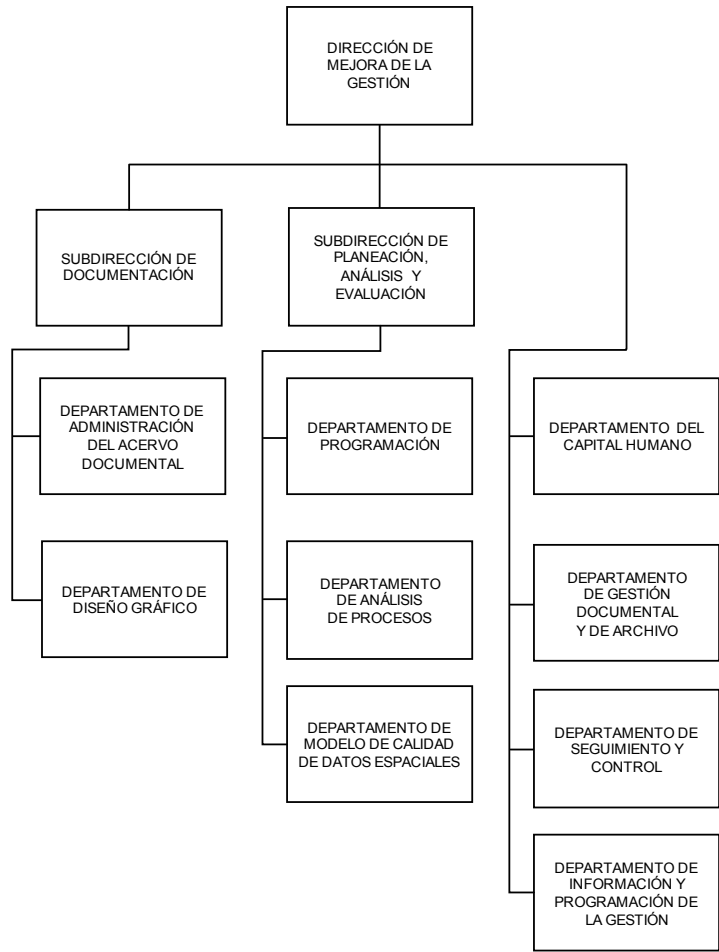 DIRECCIÓN DE
MEJORA DE LA
GESTIÓN
SUBDIRECCIÓN DE
DOCUMENTACIÓN
SUBDIRECCIÓN DE
PLANEACIÓN,
ANÁLISIS Y
EVALUACIÓN
DEPARTAMENTO DE
ADMINISTRACIÓN
DEL ACERVO
DOCUMENTAL
DEPARTAMENTO DE
DISEÑO GRÁFICO
DEPARTAMENTO DE
PROGRAMACIÓN
DEPARTAMENTO
DE ANÁLISIS
DE PROCESOS
DEPARTAMENTO DE
MODELO DE CALIDAD
DE DATOS ESPACIALES
DEPARTAMENTO DEL
CAPITAL HUMANO
DEPARTAMENTO
DE GESTIÓN
DOCUMENTAL
Y DE ARCHIVO
DEPARTAMENTO DE
SEGUIMIENTO Y
CONTROL
DEPARTAMENTO DE
INFORMACIÓN Y
PROGRAMACIÓN DE
LA GESTIÓN